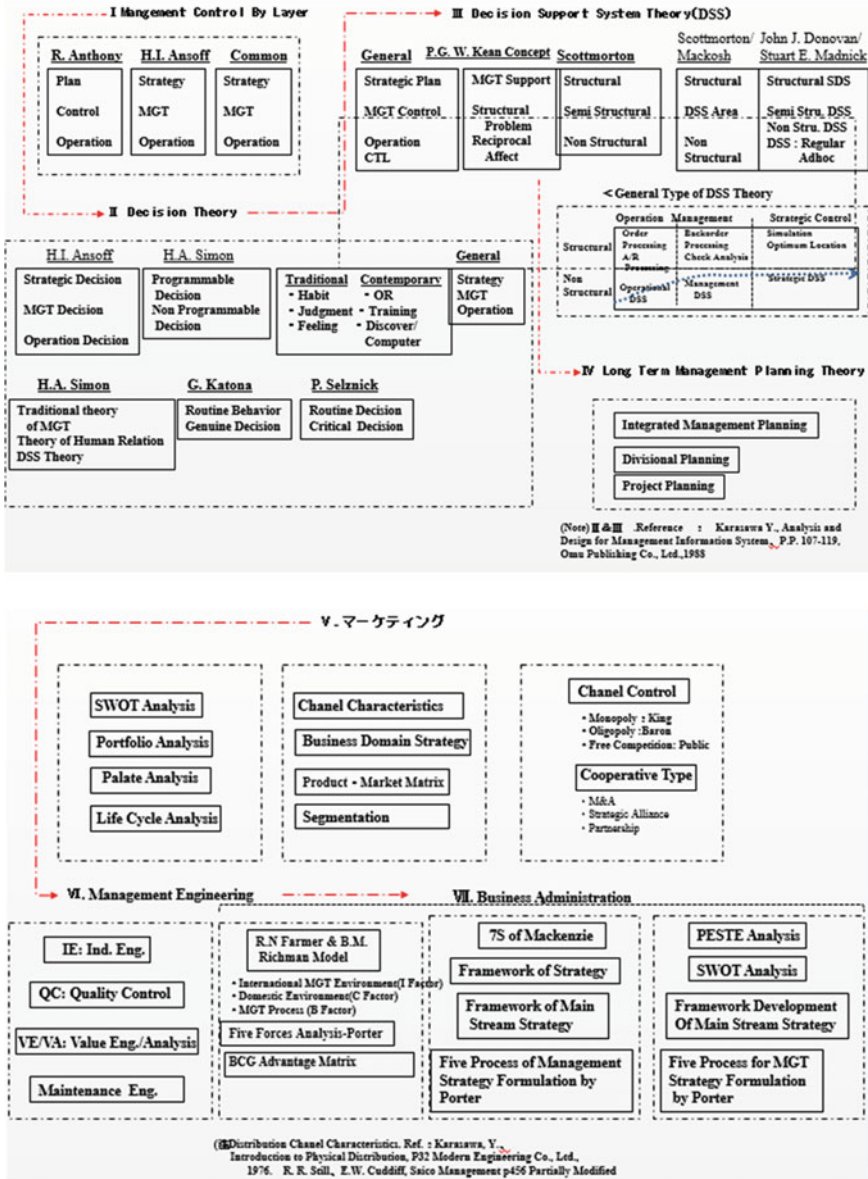 I Mangement Control By Layer
R. Anthony
Plan
Control
Operation
H.I. Ansoff
Strategy
MGT
Operation
Common
Strategy
MGT
Operation
III Decision Support System Theory(DSS)
General
Strategic Plan
MGT Control
Operation
CTL
P.G. W. Kean Concept
MGT Support
Structural
Problem
Reciprocal
Affect
Scottmorton
Structural
Semi Structural
Non Structural
Scottmorton/
Mackosh
Structural
DSS Area
Non
Structural
John J. Donovan/
Stuart E. Madnick
Structural SDS
Semi Stru. DSS
Non Stru. DSS
DSS : Regular
Adhoc
<General Type of DSS Theory
Operation Management Strategic Control
Structural
Order
Processing
A/R
Processing
Backorder
Processing
Check Analysis
Simulation
Optimum Location
Non
Structural
Operational
DSS
Management
DSS
Strategic DSS
II Decision Theory
H.I. Ansoff
Strategic Decision
MGT Decision
Operation Decision
H.A. Simon
Programmable
Decision
Non Programmable
Decision
Traditional
- Habit
- Judgment
- Feeling
Contemporary
- OR
- Training
- Discover/
Computer
General
Strategy
MGT
Operation
H.A. Simon
Traditional theory
of MGT
Theory of Human Relation
DSS Theory
G. Katona
Routine Behavior
Genuine Decision
P. Selznick
Routine Decision
Critical Decision
IV Long Term Management Planning Theory
Integrated Management Planning
Divisional Planning
Project Planning
(Note) II & III .Reference : Karasawa Y., Analysis and
Design for Management Information System、P.P. 107-119,
Omu Publishing Co., Ltd.,1988
V.マーケティング
SWOT Analysis
Portfolio Analysis
Palate Analysis
Life Cycle Analysis
Chanel Characteristics
Business Domain Strategy
Product - Market Matrix
Segmentation
Chanel Control
• Monopoly : King
• Oligopoly :Baron
• Free Competition: Public
Cooperative Type
• M&A
• Strategic Alliance
• Partnership
VI. Management Engineering
IE: Ind. Eng.
QC: Quality Control
VE/VA: Value Eng./Analysis
Maintenance Eng.
VII. Business Administration
R.N Farmer & B.M.
Richman Model
• International MGT Environment(I Factor)
• Domestic Environment(C Factor)
• MGT Process (B Factor)
Five Forces Analysis-Porter
BCG Advantage Matrix
7S of Mackenzie
Framework of Strategy
Framework of Main
Stream Strategy
Five Process of Management
Strategy Formulation by
Porter
PESTE Analysis
SWOT Analysis
Framework Development
Of Main Stream Strategy
Five Process for MGT
Strategy Formulation
by Porter
Distribution Chanel Characteristics. Ref. : Karasawa, Y.、
Introduction to Physical Distribution, P32 Modern Engineering Co., Ltd.,
1976. R. R. Still、E.W. Cuddiff, Saico Management p456 Partially Modified